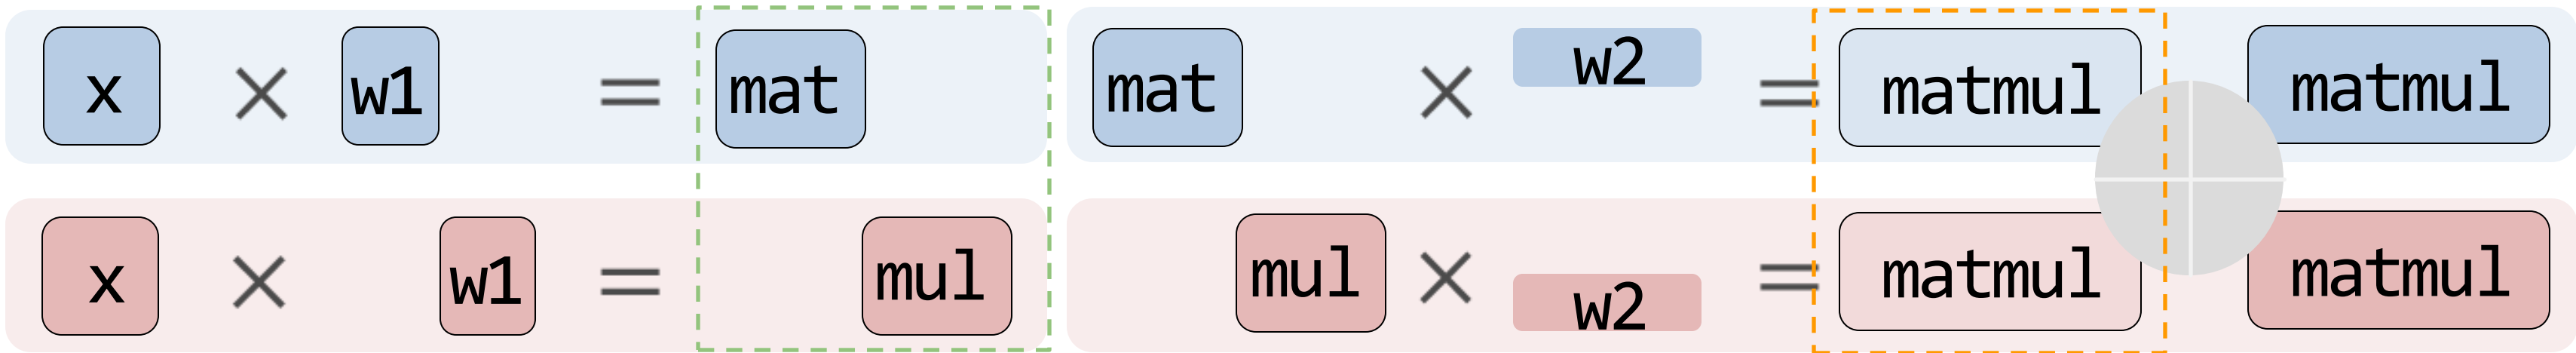 x × w1 = mat mat × w2 = matmul matmul
x × w1 = mul mul × w2 = matmul matmul